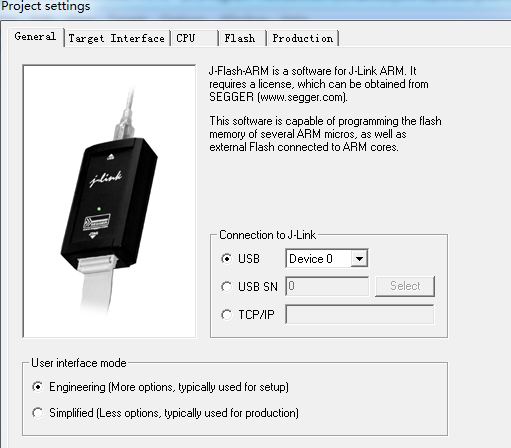 Project settings
General Target Interface CPU Flash Production
J-Flash-ARM is a software for J-Link ARM. It
requires a license, which can be obtained from
SEGGER (www.segger.com).
This software is capable of programming the flash
memory of several ARM micros, as well as
external Flash connected to ARM cores.
J-Link
Connection to J-Link
USB Device 0
USB SN 0 Select
TCP/IP
User interface mode
Engineering (More options, typically used for setup)
Simplified (Less options, typically used for production)